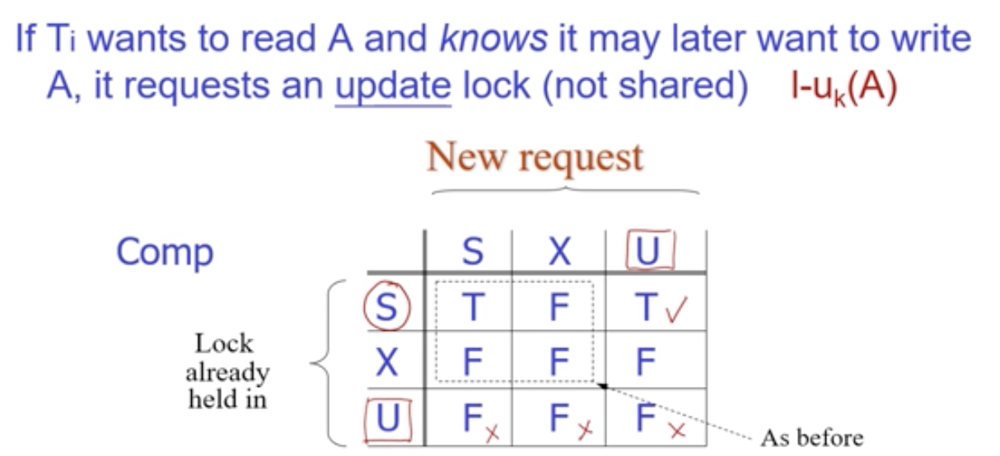 If Ti wants to read A and knows it may later want to write
A, it requests an update lock (not shared) l-uk(A)
New request
Comp
S X U
S T F T ✓
Lock
already
held in
X F F F
U F x F x F x
As before